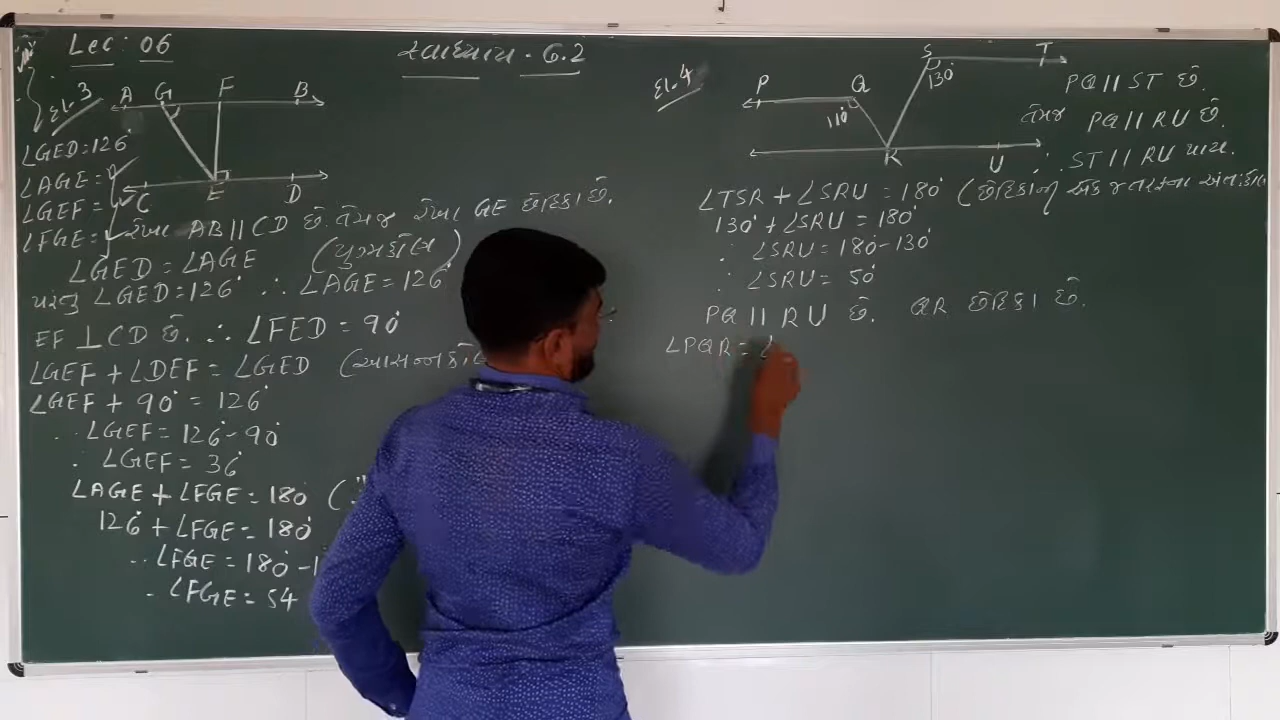 Lec: 06
સ્વાધ્યાય - 6.2
દા.3
A G F B
C E D
∠GED = 126°
∠AGE =
∠GEF =
∠FGE =
રેખા AB || CD છે. તેમજ રેખા GE છેદિકા છે.
∠GED = ∠AGE (યુગ્મકોણ)
પરંતુ ∠GED = 126° ∴ ∠AGE = 126°
EF ⊥ CD છે. ∴ ∠FED = 90°
∠GEF + ∠DEF = ∠GED
∠GEF + 90° = 126°
∴ ∠GEF = 126° - 90°
∴ ∠GEF = 36°
∠AGE + ∠FGE = 180
126° + ∠FGE = 180°
∴ ∠FGE = 180° -
∴ ∠FGE = 54
દા.4
P Q S T
110° 130°
R U
PQ || ST છે.
તેમજ PQ || RU છે.
∴ ST || RU થાય.
∠TSR + ∠SRU = 180° (છેદિકાની એક જ તરફના
130° + ∠SRU = 180°
∴ ∠SRU = 180° - 130°
∴ ∠SRU = 50°
PQ || RU છે. QR છેદિકા છે.
∠PQR = ∠